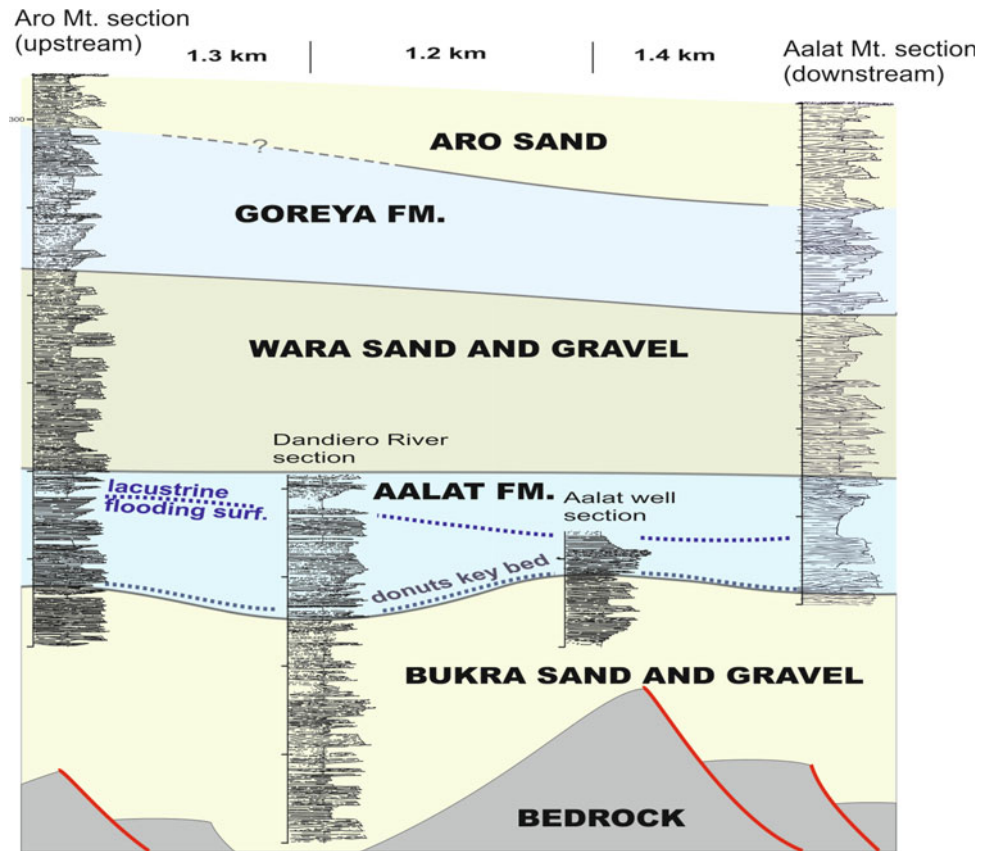 Aro Mt. section
(upstream)
1.3 km
1.2 km
1.4 km
Aalat Mt. section
(downstream)
300
ARO SAND
?
GOREYA FM.
WARA SAND AND GRAVEL
Dandiero River
section
lacustrine
flooding surf.
AALAT FM.
Aalat well
section
donuts key bed
BUKRA SAND AND GRAVEL
BEDROCK